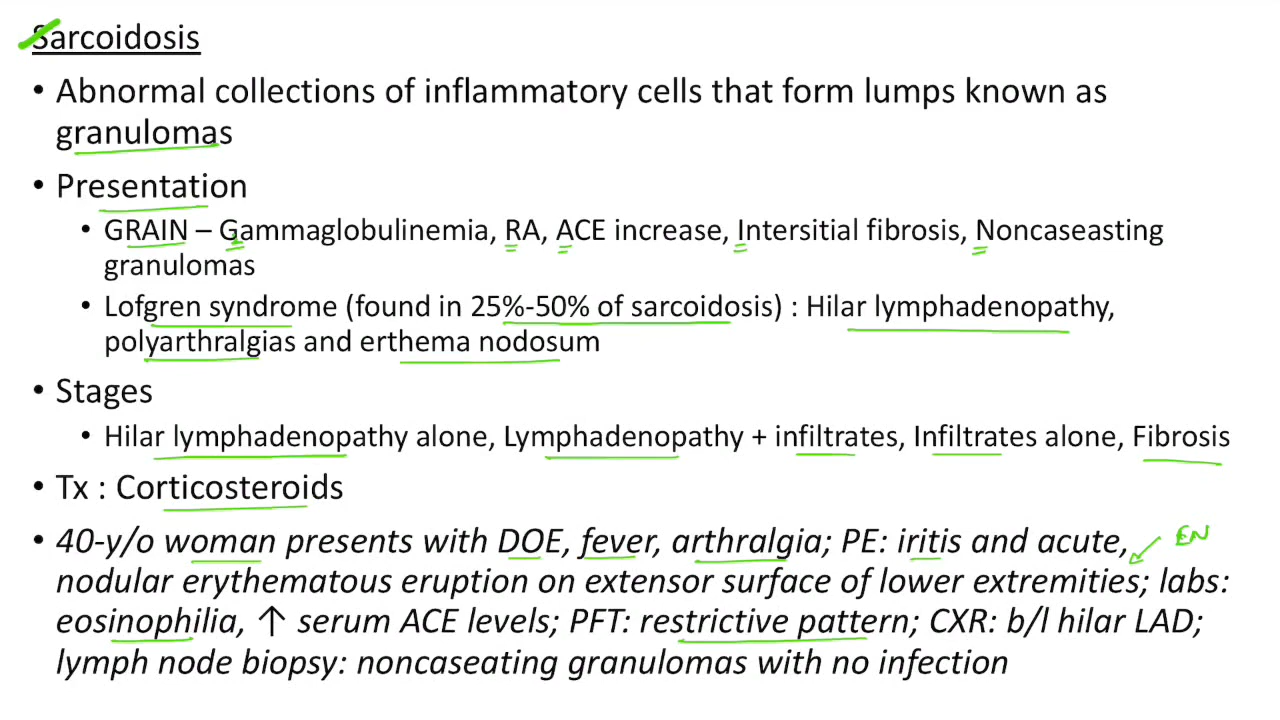 Sarcoidosis
• Abnormal collections of inflammatory cells that form lumps known as
granulomas
• Presentation
• GRAIN – Gammaglobulinemia, RA, ACE increase, Intersitial fibrosis, Noncaseasting
granulomas
• Lofgren syndrome (found in 25%-50% of sarcoidosis) : Hilar lymphadenopathy,
polyarthralgias and erthema nodosum
• Stages
• Hilar lymphadenopathy alone, Lymphadenopathy + infiltrates, Infiltrates alone, Fibrosis
• Tx : Corticosteroids
• 40-y/o woman presents with DOE, fever, arthralgia; PE: iritis and acute,
EN
nodular erythematous eruption on extensor surface of lower extremities; labs:
eosinophilia, ↑ serum ACE levels; PFT: restrictive pattern; CXR: b/l hilar LAD;
lymph node biopsy: noncaseating granulomas with no infection